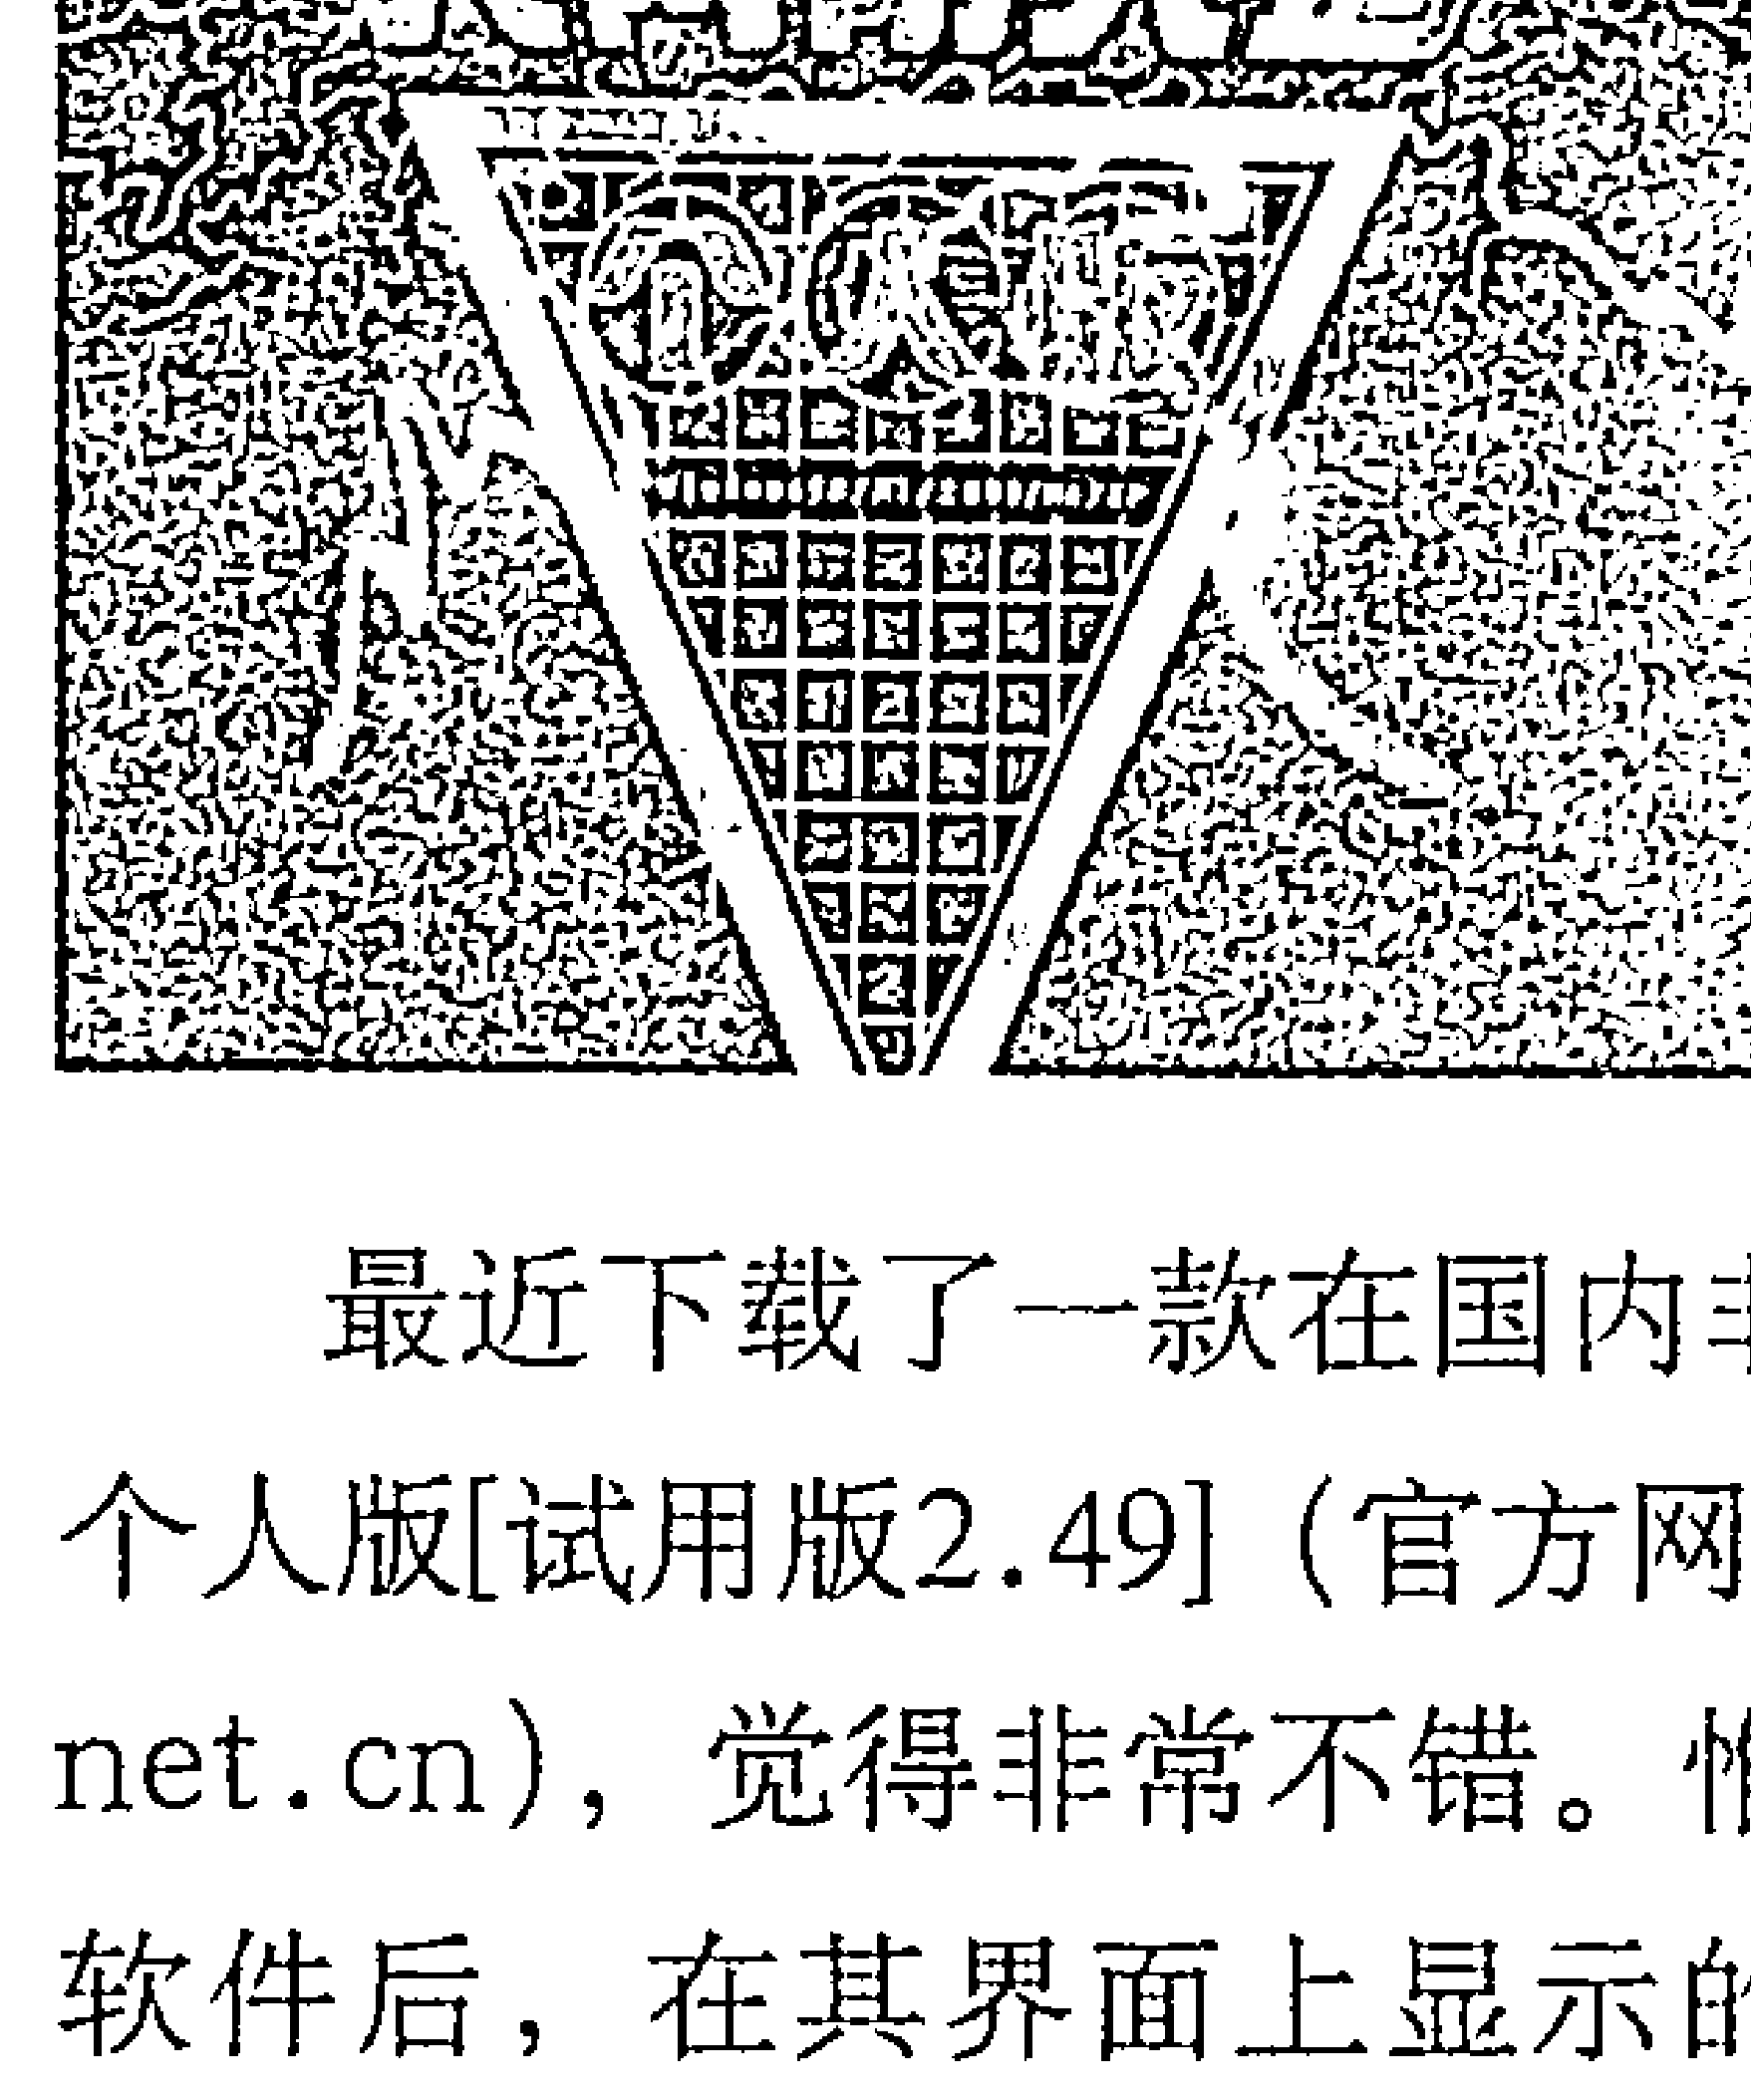 最近下载了一款在国内
个人版[试用版2.49] (官方网
net.cn), 觉得非常不错。
软件后, 在其界面上显示的